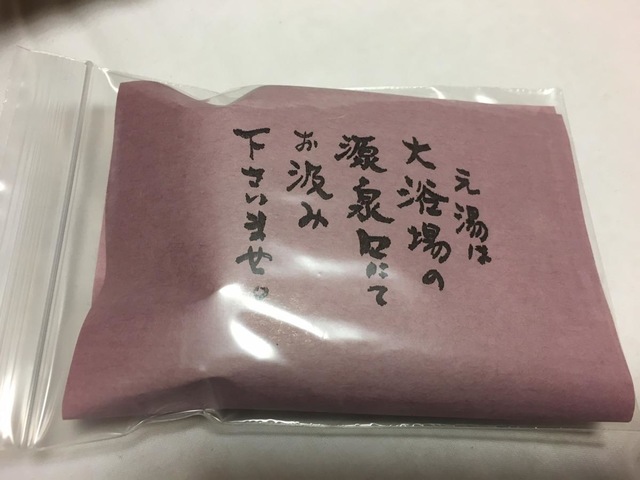 元湯は
大浴場の
源泉口にて
お汲み
下さいませ。